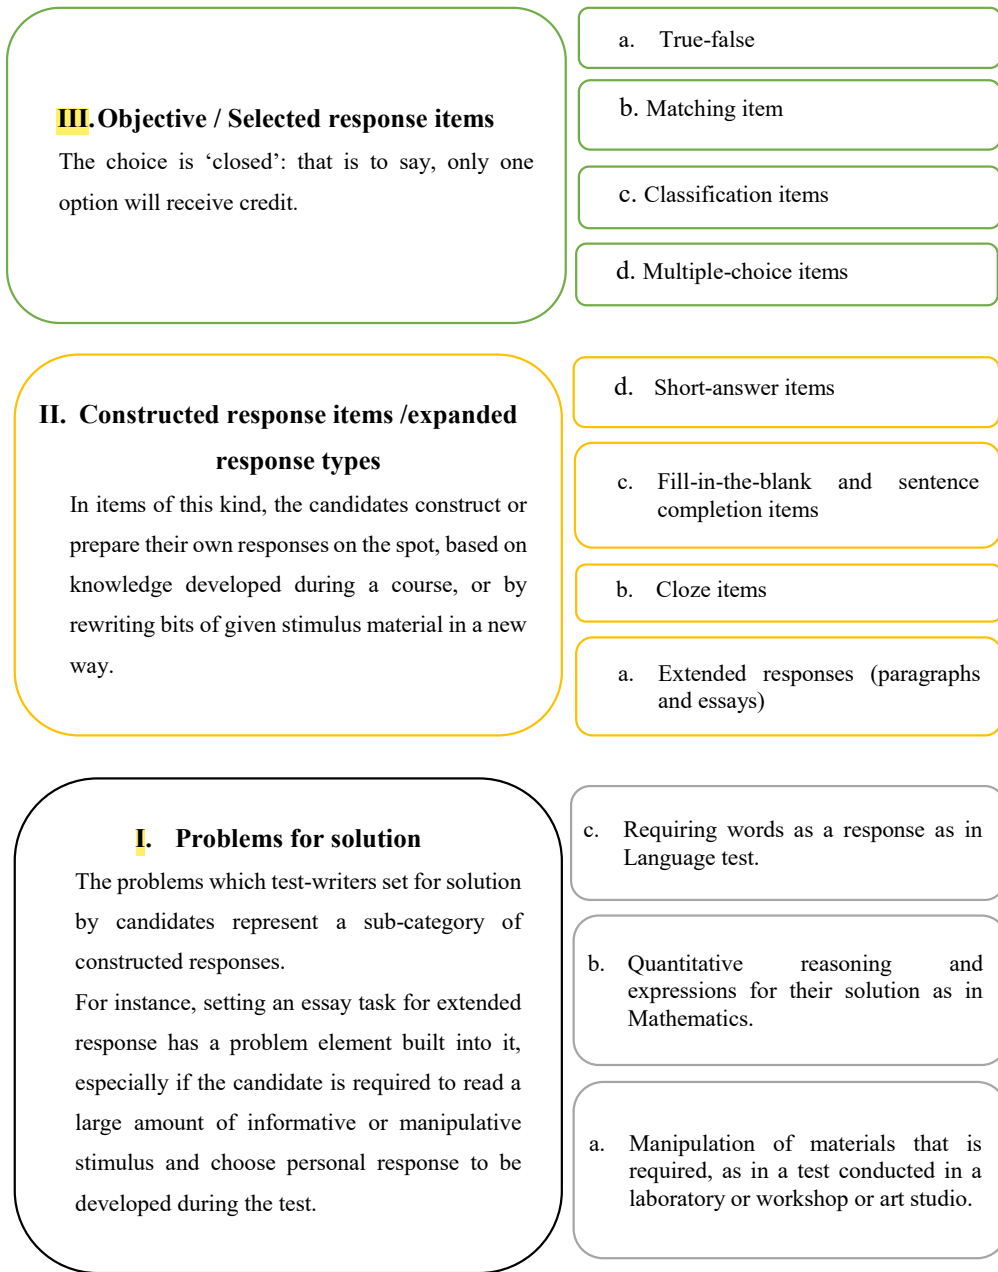 III. Objective / Selected response items
The choice is ‘closed’: that is to say, only one
option will receive credit.
a. True-false
b. Matching item
c. Classification items
d. Multiple-choice items
II. Constructed response items /expanded
response types
In items of this kind, the candidates construct or
prepare their own responses on the spot, based on
knowledge developed during a course, or by
rewriting bits of given stimulus material in a new
way.
d. Short-answer items
c. Fill-in-the-blank and sentence
completion items
b. Cloze items
a. Extended responses (paragraphs
and essays)
I. Problems for solution
The problems which test-writers set for solution
by candidates represent a sub-category of
constructed responses.
For instance, setting an essay task for extended
response has a problem element built into it,
especially if the candidate is required to read a
large amount of informative or manipulative
stimulus and choose personal response to be
developed during the test.
c. Requiring words as a response as in
Language test.
b. Quantitative reasoning and
expressions for their solution as in
Mathematics.
a. Manipulation of materials that is
required, as in a test conducted in a
laboratory or workshop or art studio.